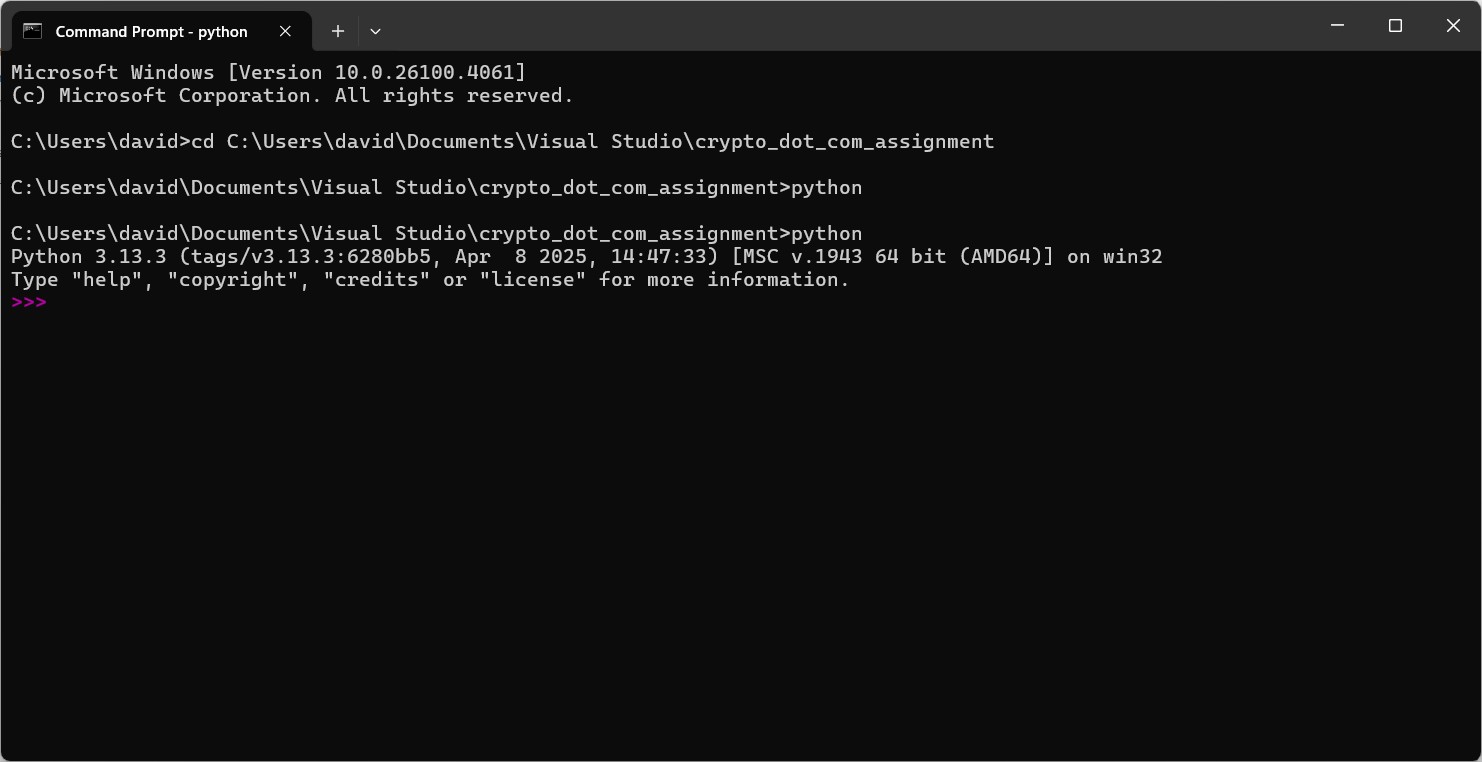 Command Prompt - python
Microsoft Windows [Version 10.0.26100.4061]
(c) Microsoft Corporation. All rights reserved.
C:\Users\david>cd C:\Users\david\Documents\Visual Studio\crypto_dot_com_assignment
C:\Users\david\Documents\Visual Studio\crypto_dot_com_assignment>python
C:\Users\david\Documents\Visual Studio\crypto_dot_com_assignment>python
Python 3.13.3 (tags/v3.13.3:6280bb5, Apr  8 2025, 14:47:33) [MSC v.1943 64 bit (AMD64)] on win32
Type "help", "copyright", "credits" or "license" for more information.
>>>